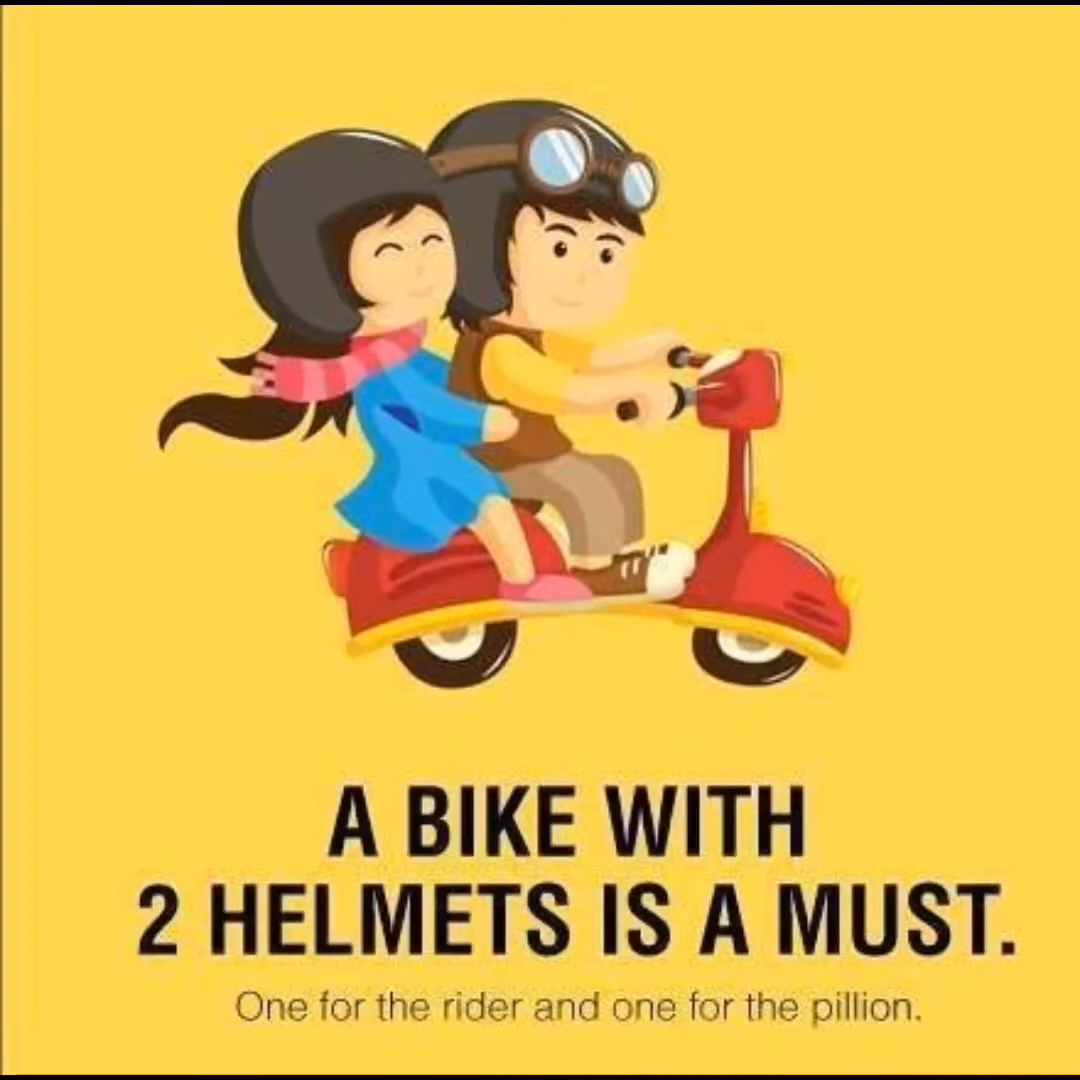 A BIKE WITH
2 HELMETS IS A MUST.
One for the rider and one for the pillion.